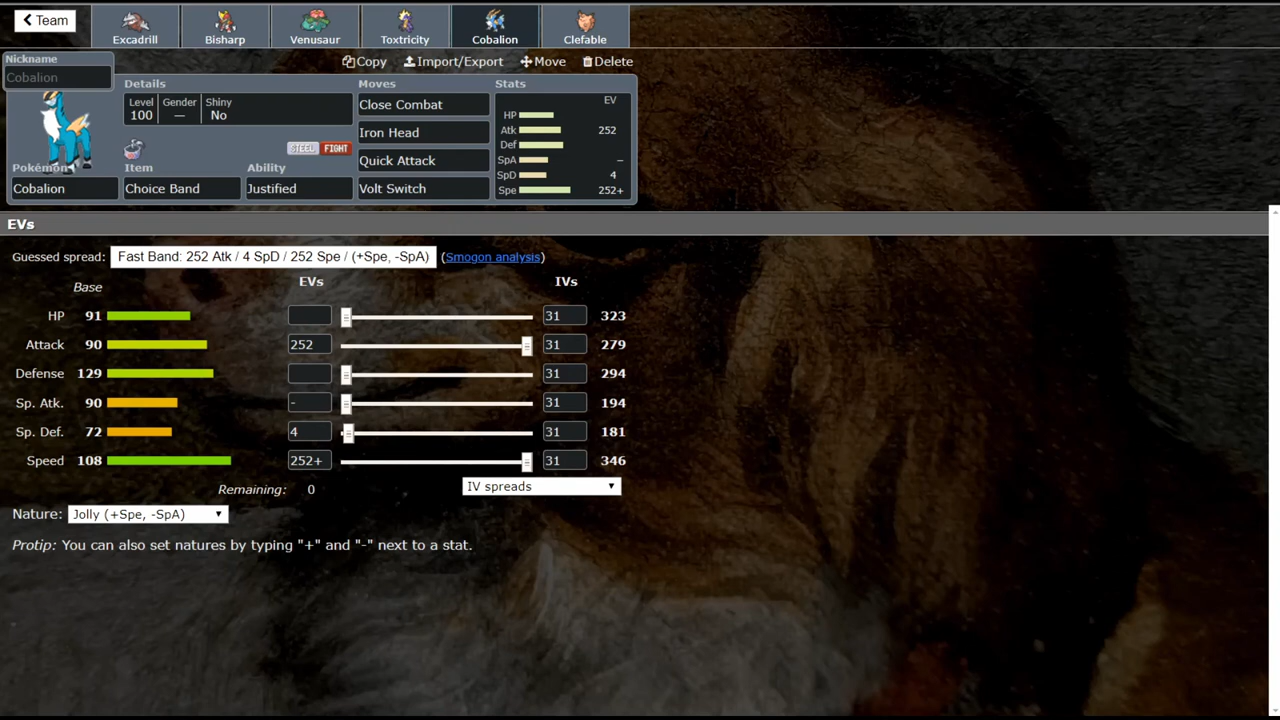 Team
Excadrill
Bisharp
Venusaur
Toxtricity
Cobalion
Clefable
Copy Import/Export Move Delete
Nickname
Cobalion
Details
Level Gender Shiny
100 — No
STEEL FIGHT
Pokémon Item Ability
Cobalion Choice Band Justified
Moves
Close Combat
Iron Head
Quick Attack
Volt Switch
Stats
EV
HP
Atk 252
Def
SpA –
SpD 4
Spe 252+
EVs
Guessed spread: Fast Band: 252 Atk / 4 SpD / 252 Spe / (+Spe, -SpA) (Smogon analysis)
Base EVs IVs
HP 91 31 323
Attack 90 252 31 279
Defense 129 31 294
Sp. Atk. 90 - 31 194
Sp. Def. 72 4 31 181
Speed 108 252+ 31 346
Remaining: 0 IV spreads
Nature: Jolly (+Spe, -SpA)
Protip: You can also set natures by typing "+" and "-" next to a stat.